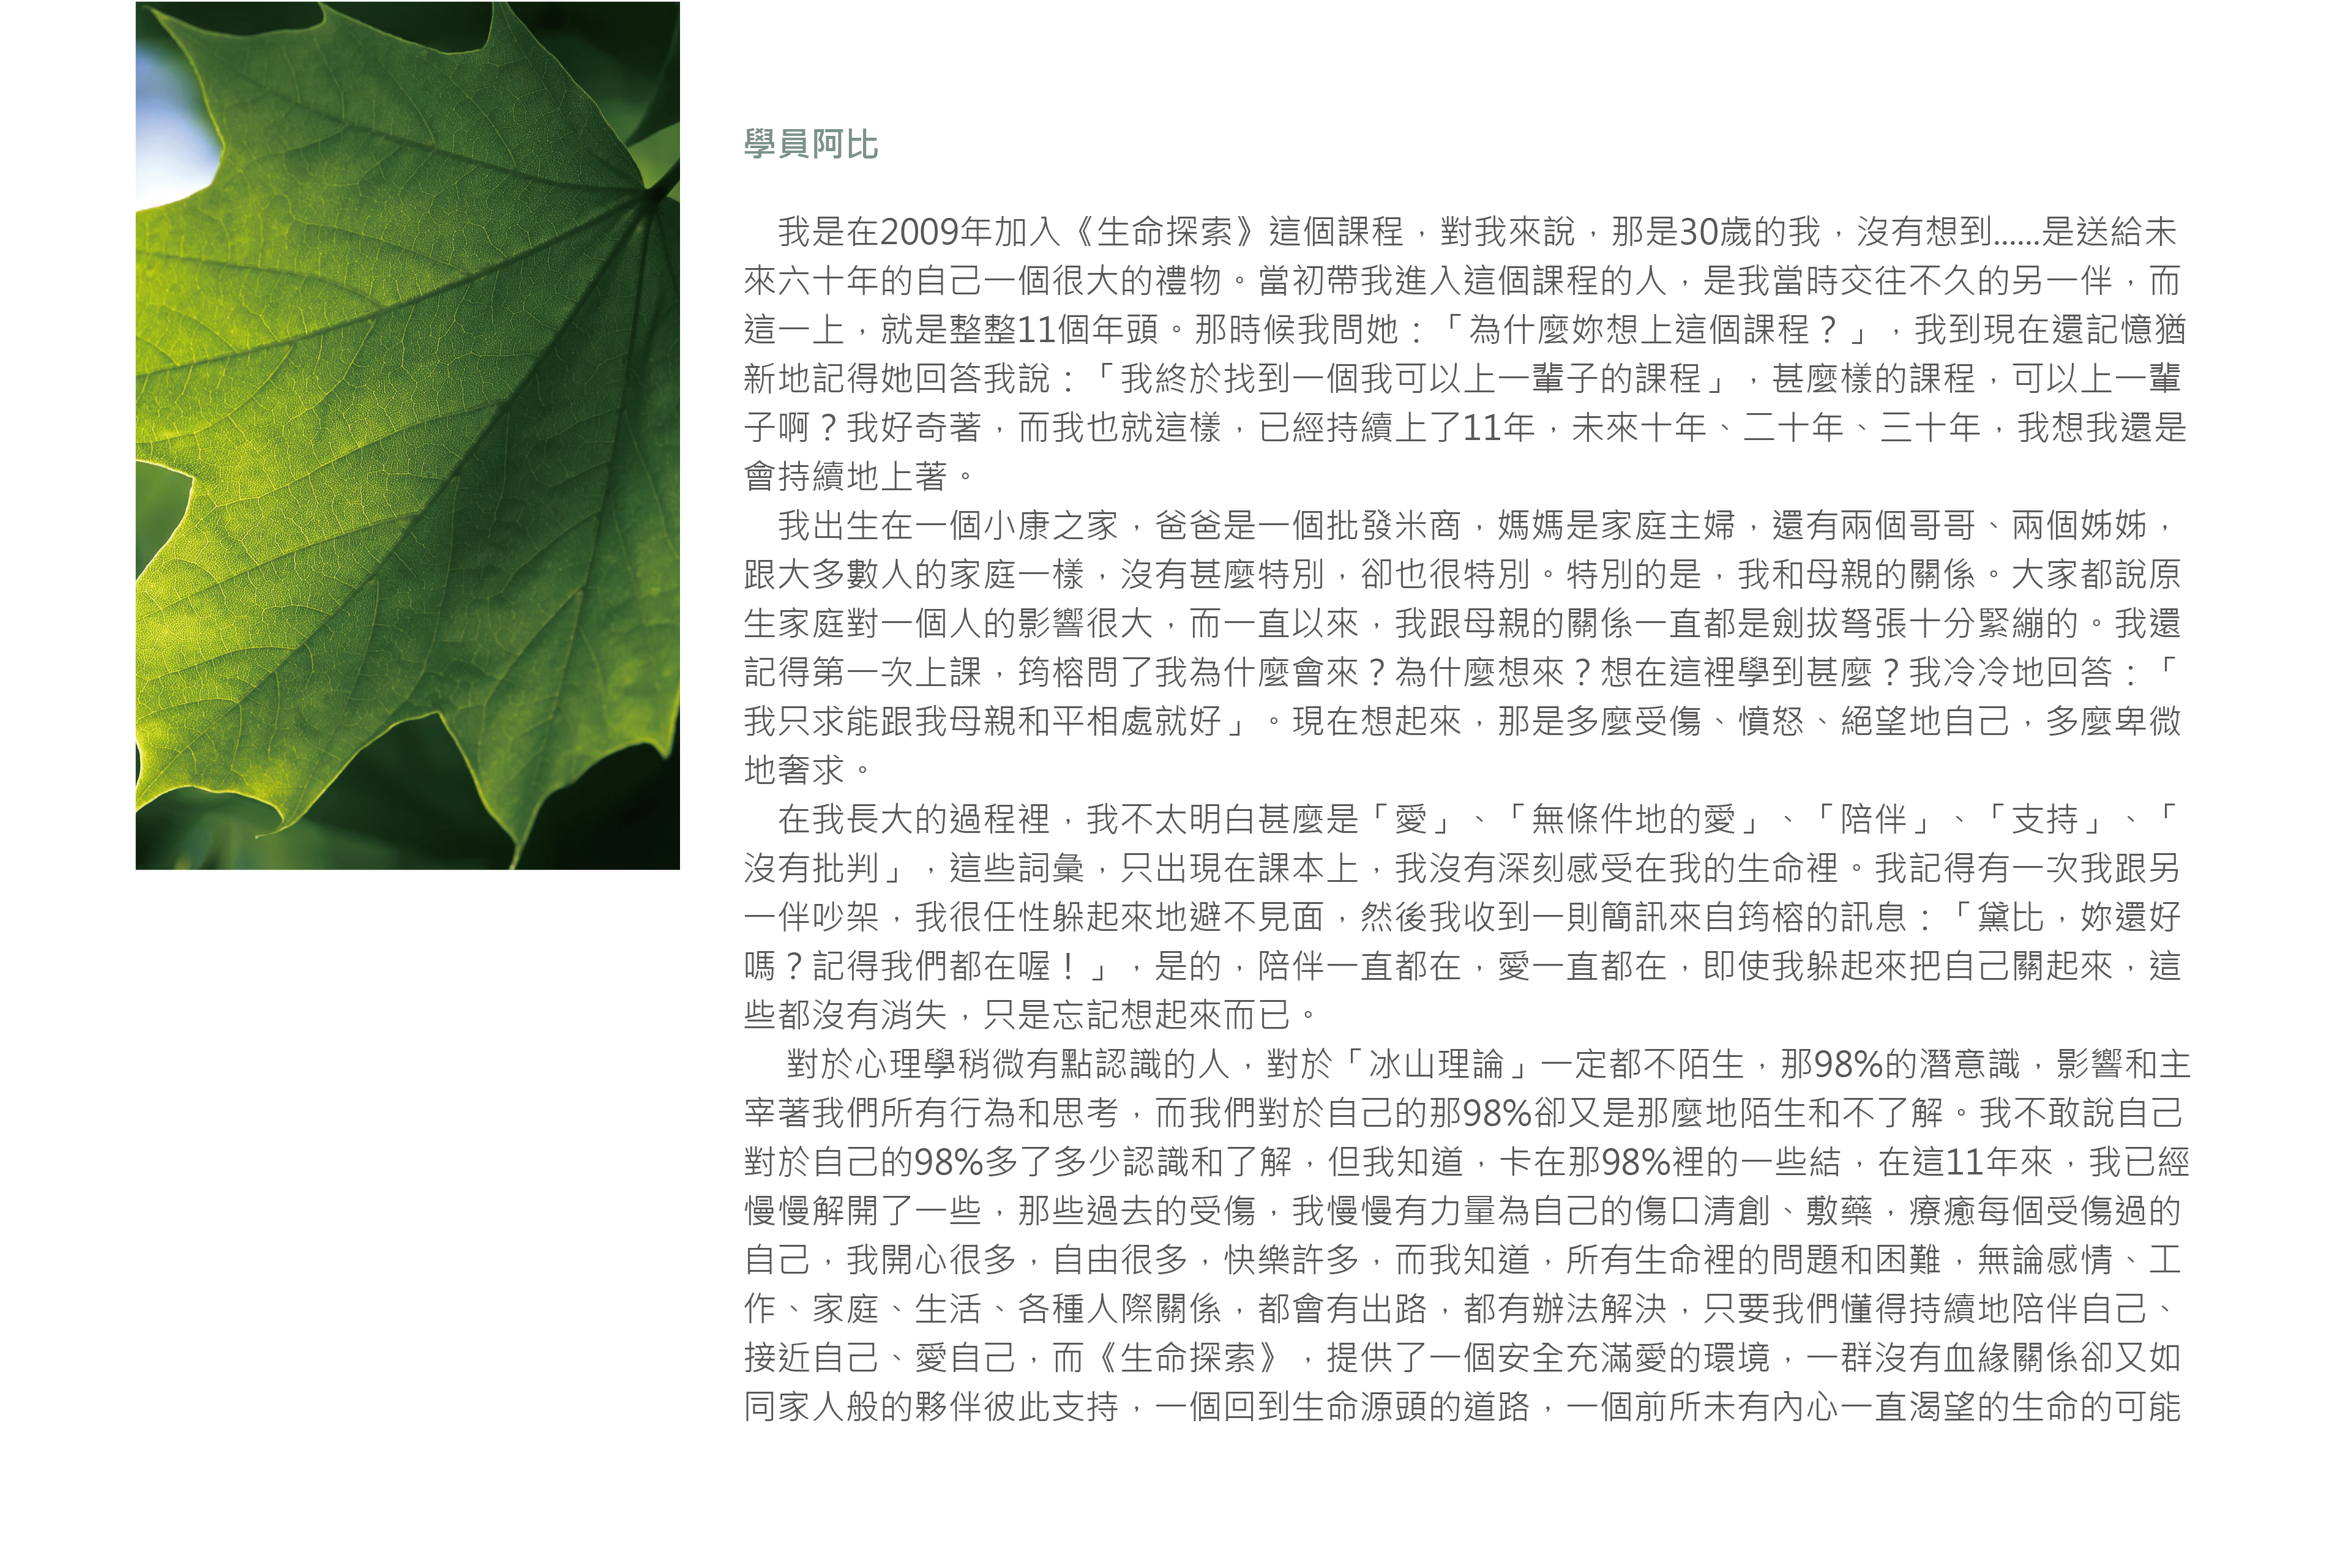 學員阿比
我是在2009年加入《生命探索》這個課程，對我來說，那是30歲的我，沒有想到......是送給未
來六十年的自己一個很大的禮物。當初帶我進入這個課程的人，是我當時交往不久的另一伴，而
這一上，就是整整11個年頭。那時候我問她：「為什麼妳想上這個課程？」，我到現在還記憶猶
新地記得她回答我說：「我終於找到一個我可以上一輩子的課程」，甚麼樣的課程，可以上一輩
子啊？我好奇著，而我也就這樣，已經持續上了11年，未來十年、二十年、三十年，我想我還是
會持續地上著。
我出生在一個小康之家，爸爸是一個批發米商，媽媽是家庭主婦，還有兩個哥哥、兩個姊姊，
跟大多數人的家庭一樣，沒有甚麼特別，卻也很特別。特別的是，我和母親的關係。大家都說原
生家庭對一個人的影響很大，而一直以來，我跟母親的關係一直都是劍拔弩張十分緊繃的。我還
記得第一次上課，筠榕問了我為什麼會來？為什麼想來？想在這裡學到甚麼？我冷冷地回答：「
我只求能跟我母親和平相處就好」。現在想起來，那是多麼受傷、憤怒、絕望地自己，多麼卑微
地奢求。
在我長大的過程裡，我不太明白甚麼是「愛」、「無條件地的愛」、「陪伴」、「支持」、「
沒有批判」，這些詞彙，只出現在課本上，我沒有深刻感受在我的生命裡。我記得有一次我跟另
一伴吵架，我很任性躲起來地避不見面，然後我收到一則簡訊來自筠榕的訊息：「黛比，妳還好
嗎？記得我們都在喔！」，是的，陪伴一直都在，愛一直都在，即使我躲起來把自己關起來，這
些都沒有消失，只是忘記想起來而已。
對於心理學稍微有點認識的人，對於「冰山理論」一定都不陌生，那98%的潛意識，影響和主
宰著我們所有行為和思考，而我們對於自己的那98%卻又是那麼地陌生和不了解。我不敢說自己
對於自己的98%多了多少認識和了解，但我知道，卡在那98%裡的一些結，在這11年來，我已經
慢慢解開了一些，那些過去的受傷，我慢慢有力量為自己的傷口清創、敷藥，療癒每個受傷過的
自己，我開心很多，自由很多，快樂許多，而我知道，所有生命裡的問題和困難，無論感情、工
作、家庭、生活、各種人際關係，都會有出路，都有辦法解決，只要我們懂得持續地陪伴自己、
接近自己、愛自己，而《生命探索》，提供了一個安全充滿愛的環境，一群沒有血緣關係卻又如
同家人般的夥伴彼此支持，一個回到生命源頭的道路，一個前所未有內心一直渴望的生命的可能